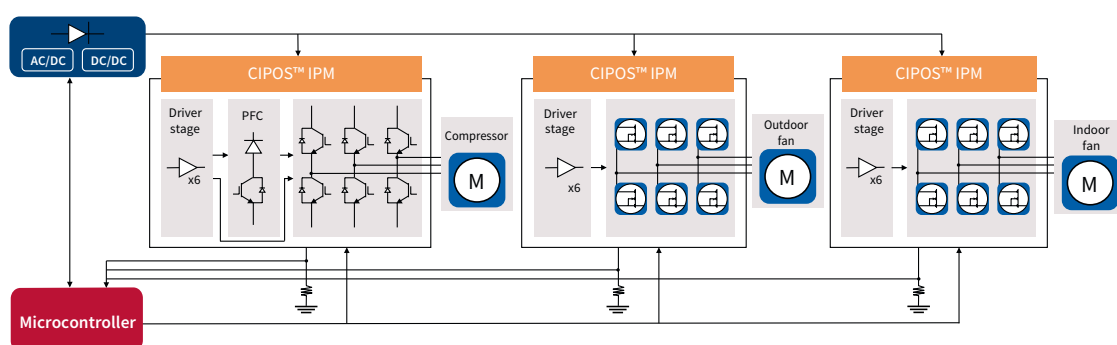 AC/DC
DC/DC
CIPOS™ IPM
Driver
stage
x6
PFC
Compressor
M
CIPOS™ IPM
Driver
stage
x6
Outdoor
fan
M
CIPOS™ IPM
Driver
stage
x6
Indoor
fan
M
Microcontroller